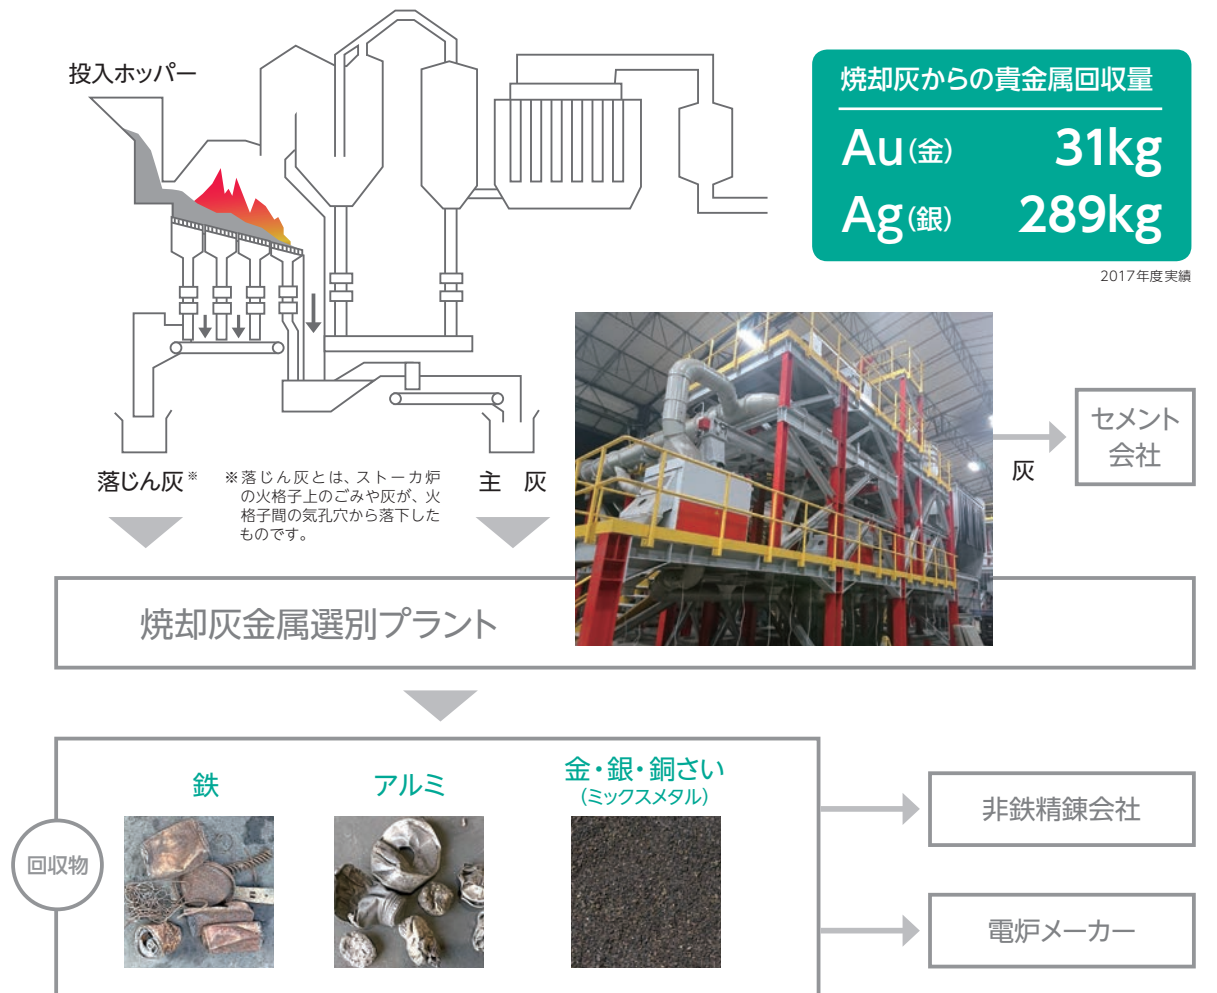 投入ホッパー
焼却灰からの貴金属回収量
Au(金) 31kg
Ag(銀) 289kg
2017年度実績
落じん灰※
※落じん灰とは、ストーカ炉
の火格子上のごみや灰が、火
格子間の気孔穴から落下した
ものです。
主 灰
灰
セメント
会社
焼却灰金属選別プラント
回収物
鉄
アルミ
金・銀・銅さい
(ミックスメタル)
非鉄精錬会社
電炉メーカー